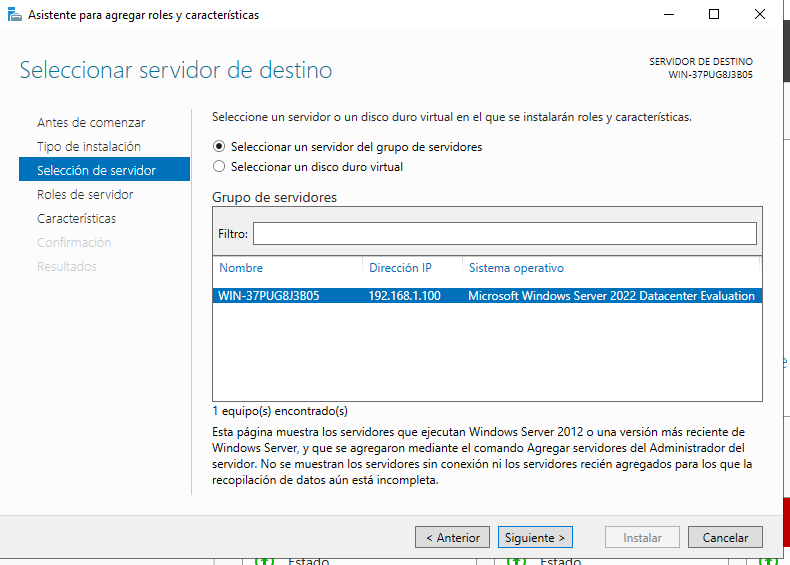 Asistente para agregar roles y características
Seleccionar servidor de destino
SERVIDOR DE DESTINO
WIN-37PUG8J3B05
Antes de comenzar
Tipo de instalación
Selección de servidor
Roles de servidor
Características
Confirmación
Resultados
Seleccione un servidor o un disco duro virtual en el que se instalarán roles y características.
Seleccionar un servidor del grupo de servidores
Seleccionar un disco duro virtual
Grupo de servidores
Filtro:
Nombre Dirección IP Sistema operativo
WIN-37PUG8J3B05 192.168.1.100 Microsoft Windows Server 2022 Datacenter Evaluation
1 equipo(s) encontrado(s)
Esta página muestra los servidores que ejecutan Windows Server 2012 o una versión más reciente de
Windows Server, y que se agregaron mediante el comando Agregar servidores del Administrador del
servidor. No se muestran los servidores sin conexión ni los servidores recién agregados para los que la
recopilación de datos aún está incompleta.
< Anterior Siguiente > Instalar Cancelar
Estado Estado